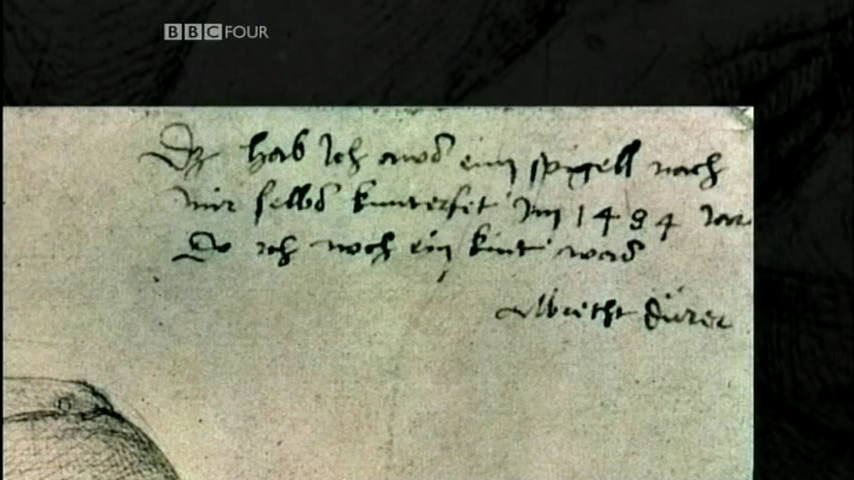 BBC FOUR
Dz hab Ich aws eim spigell nach
mir selbs kunterfet Im 1484 Jar
Do ich noch ein kint was
Albrecht Dürer